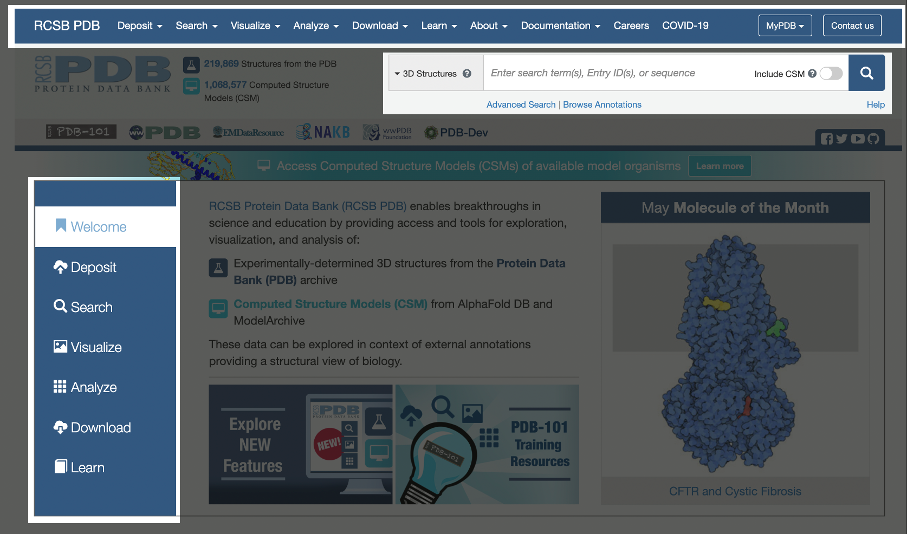 RCSB PDB Deposit Search Visualize Analyze Download Learn About Documentation Careers COVID-19 MyPDB Contact us
RCSB PDB
PROTEIN DATA BANK
219,869 Structures from the PDB
1,068,577 Computed Structure
Models (CSM)
3D Structures ? Enter search term(s), Entry ID(s), or sequence Include CSM ?
Advanced Search | Browse Annotations Help
PDB-101 wwPDB EMDataResource NAKB wwPDB Foundation PDB-Dev
Access Computed Structure Models (CSMs) of available model organisms Learn more
Welcome
Deposit
Search
Visualize
Analyze
Download
Learn
RCSB Protein Data Bank (RCSB PDB) enables breakthroughs in
science and education by providing access and tools for exploration,
visualization, and analysis of:
Experimentally-determined 3D structures from the Protein Data
Bank (PDB) archive
Computed Structure Models (CSM) from AlphaFold DB and
ModelArchive
These data can be explored in context of external annotations
providing a structural view of biology.
Explore
NEW
Features
PDB
NEW!
PDB-101
PDB-101
Training
Resources
May Molecule of the Month
CFTR and Cystic Fibrosis